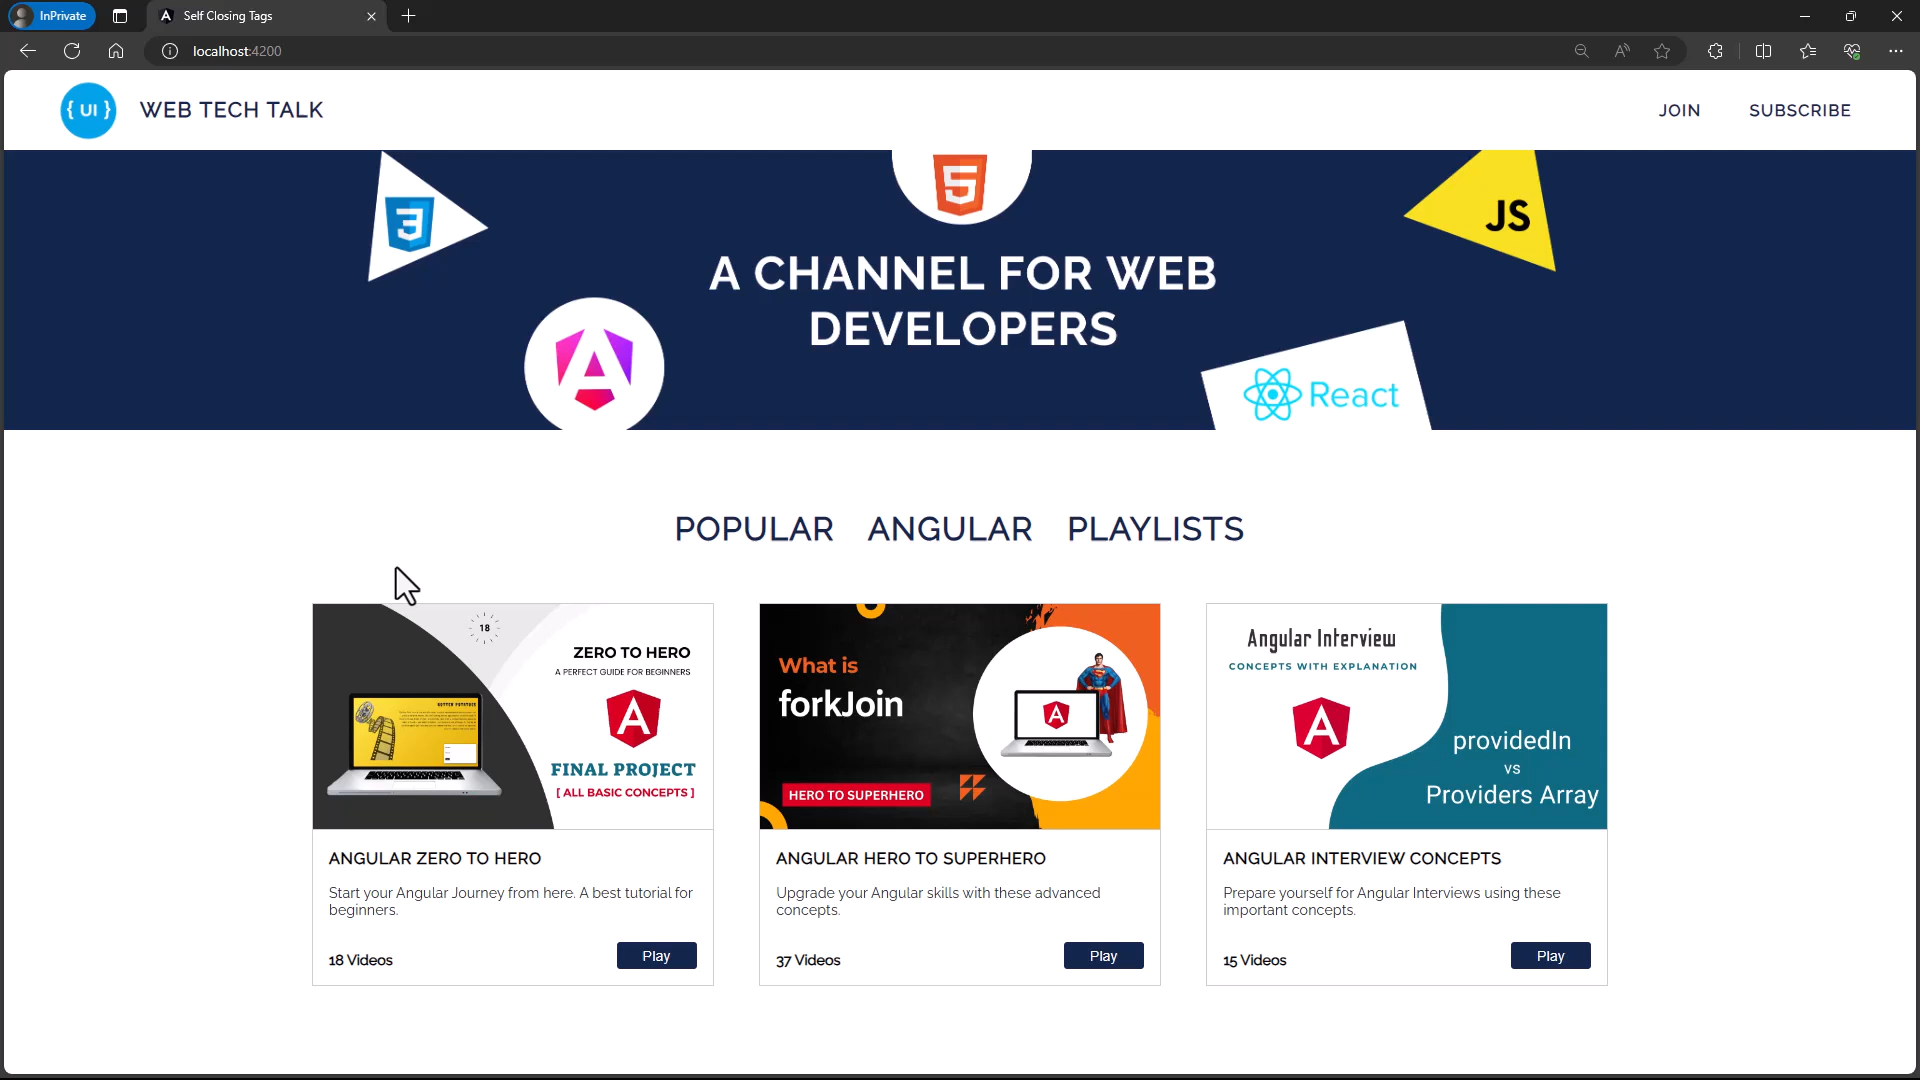 InPrivate
Self Closing Tags
localhost:4200
{ UI }
WEB TECH TALK
JOIN
SUBSCRIBE
5
3
JS
A CHANNEL FOR WEB
DEVELOPERS
React
POPULAR ANGULAR PLAYLISTS
18
ZERO TO HERO
A PERFECT GUIDE FOR BEGINNERS
FINAL PROJECT
[ ALL BASIC CONCEPTS ]
What is
forkJoin
HERO TO SUPERHERO
Angular Interview
CONCEPTS WITH EXPLANATION
providedIn
vs
Providers Array
ANGULAR ZERO TO HERO
Start your Angular Journey from here. A best tutorial for
beginners.
18 Videos
Play
ANGULAR HERO TO SUPERHERO
Upgrade your Angular skills with these advanced
concepts.
37 Videos
Play
ANGULAR INTERVIEW CONCEPTS
Prepare yourself for Angular Interviews using these
important concepts.
15 Videos
Play